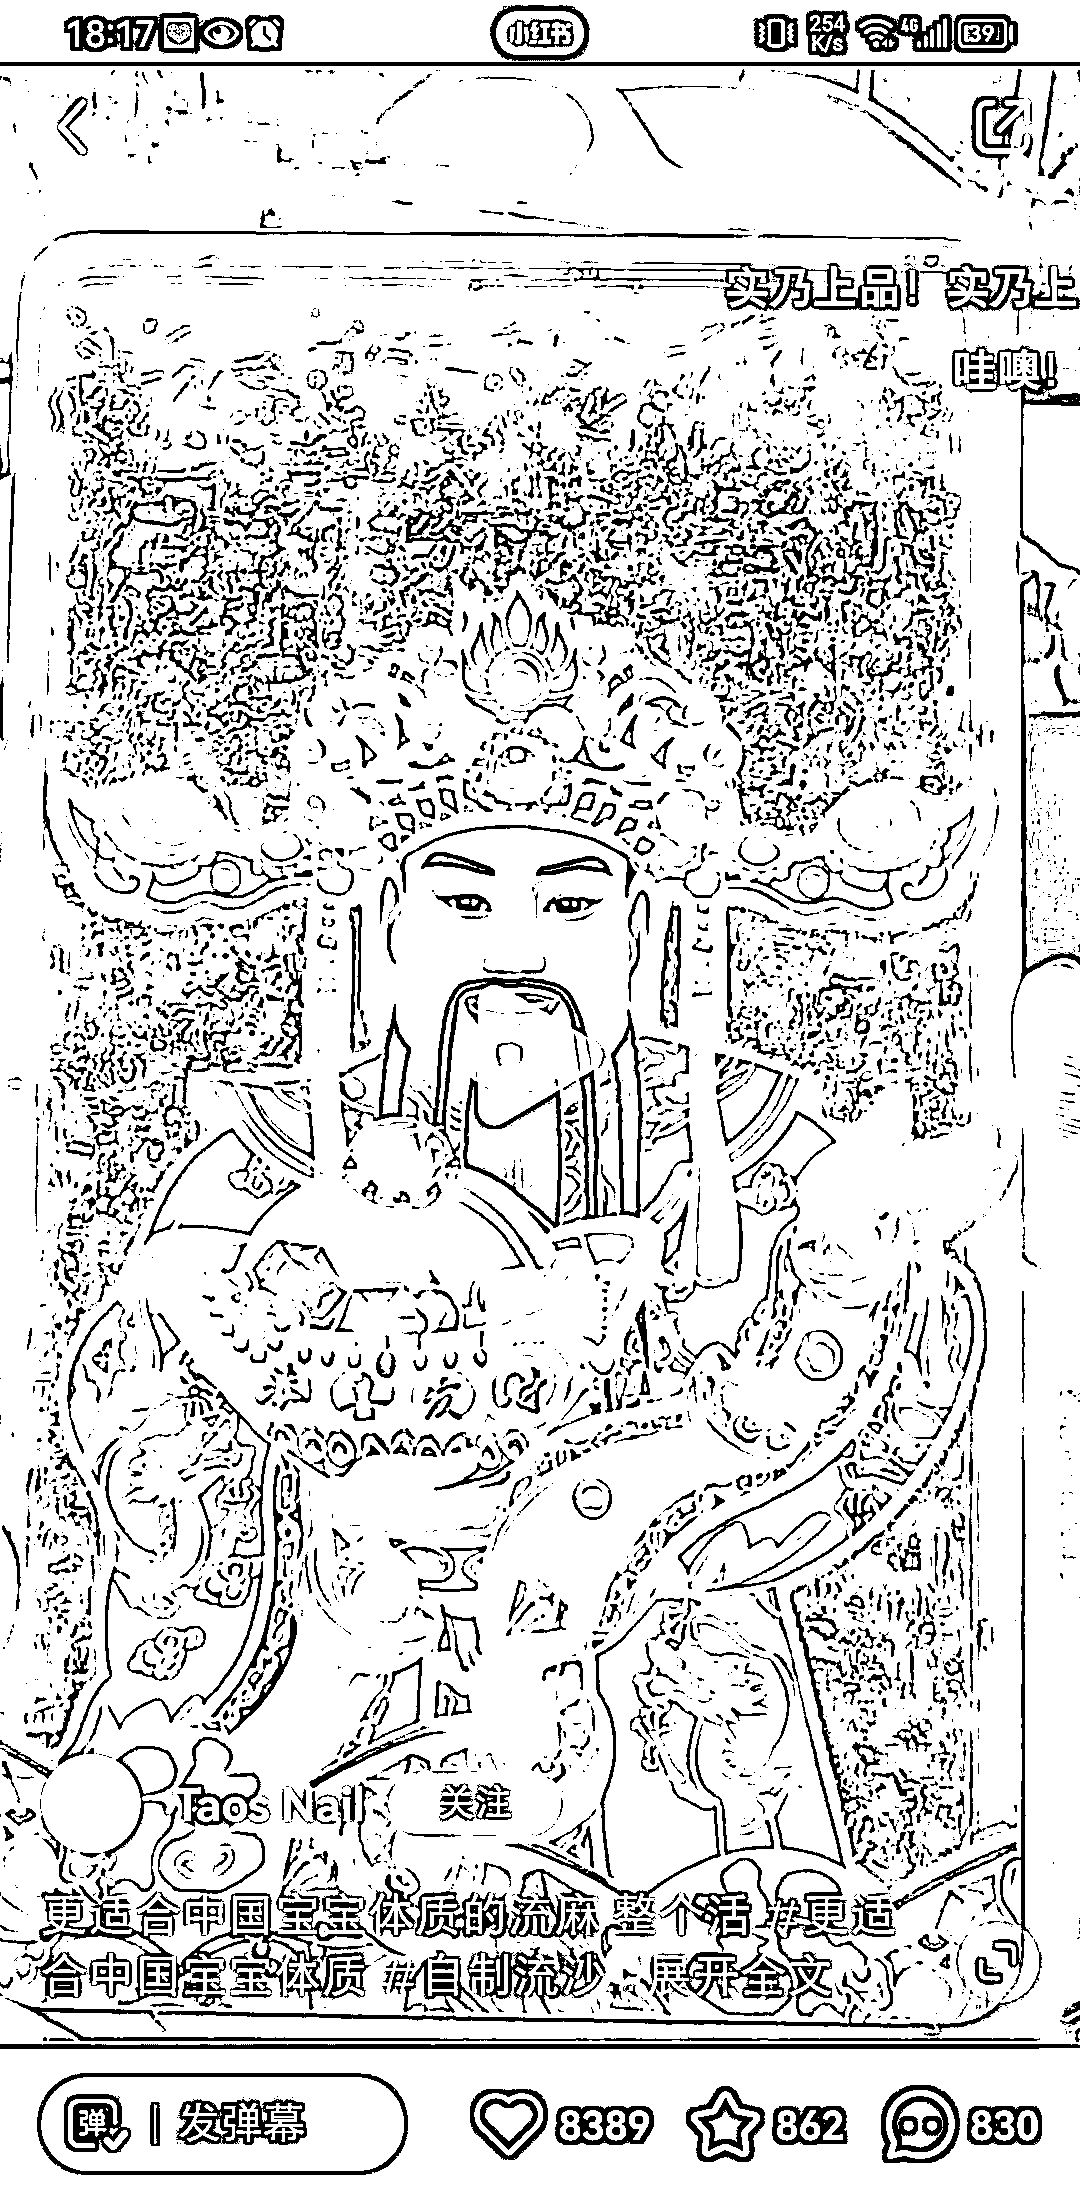 18:17
小红书
254 K/s
4G
39
实乃上品！ 实乃上
哇噢!
Taos Nail
关注
更适合中国宝宝体质的流麻 整个活 #更适
合中国宝宝体质 #自制流沙
展开全文
弹
发弹幕
8389
862
830